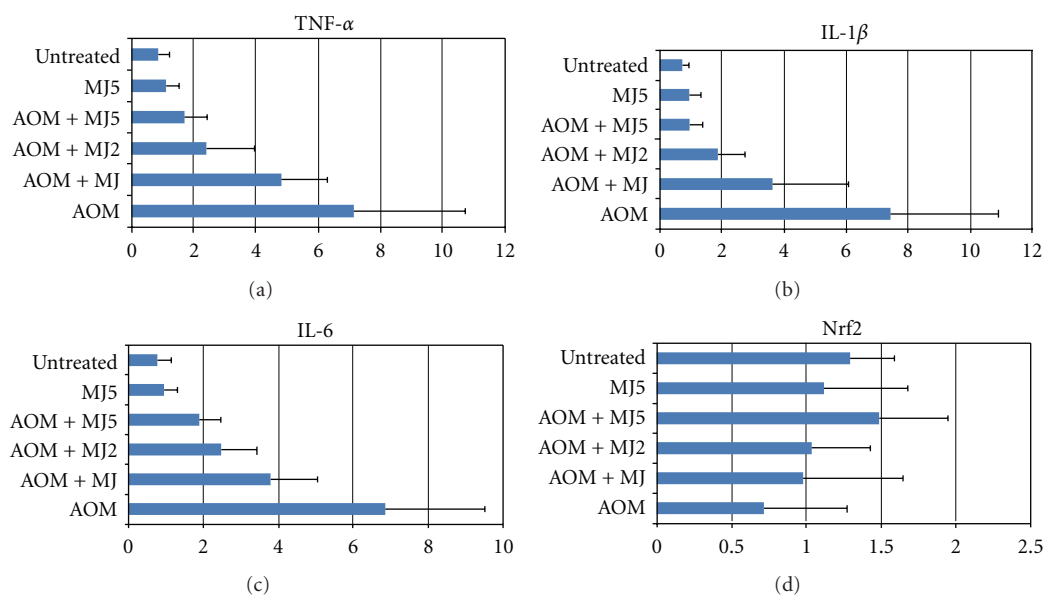 TNF-α
Untreated
MJ5
AOM + MJ5
AOM + MJ2
AOM + MJ
AOM
0 2 4 6 8 10 12
(a)
IL-1β
Untreated
MJ5
AOM + MJ5
AOM + MJ2
AOM + MJ
AOM
0 2 4 6 8 10 12
(b)
IL-6
Untreated
MJ5
AOM + MJ5
AOM + MJ2
AOM + MJ
AOM
0 2 4 6 8 10
(c)
Nrf2
Untreated
MJ5
AOM + MJ5
AOM + MJ2
AOM + MJ
AOM
0 0.5 1 1.5 2 2.5
(d)